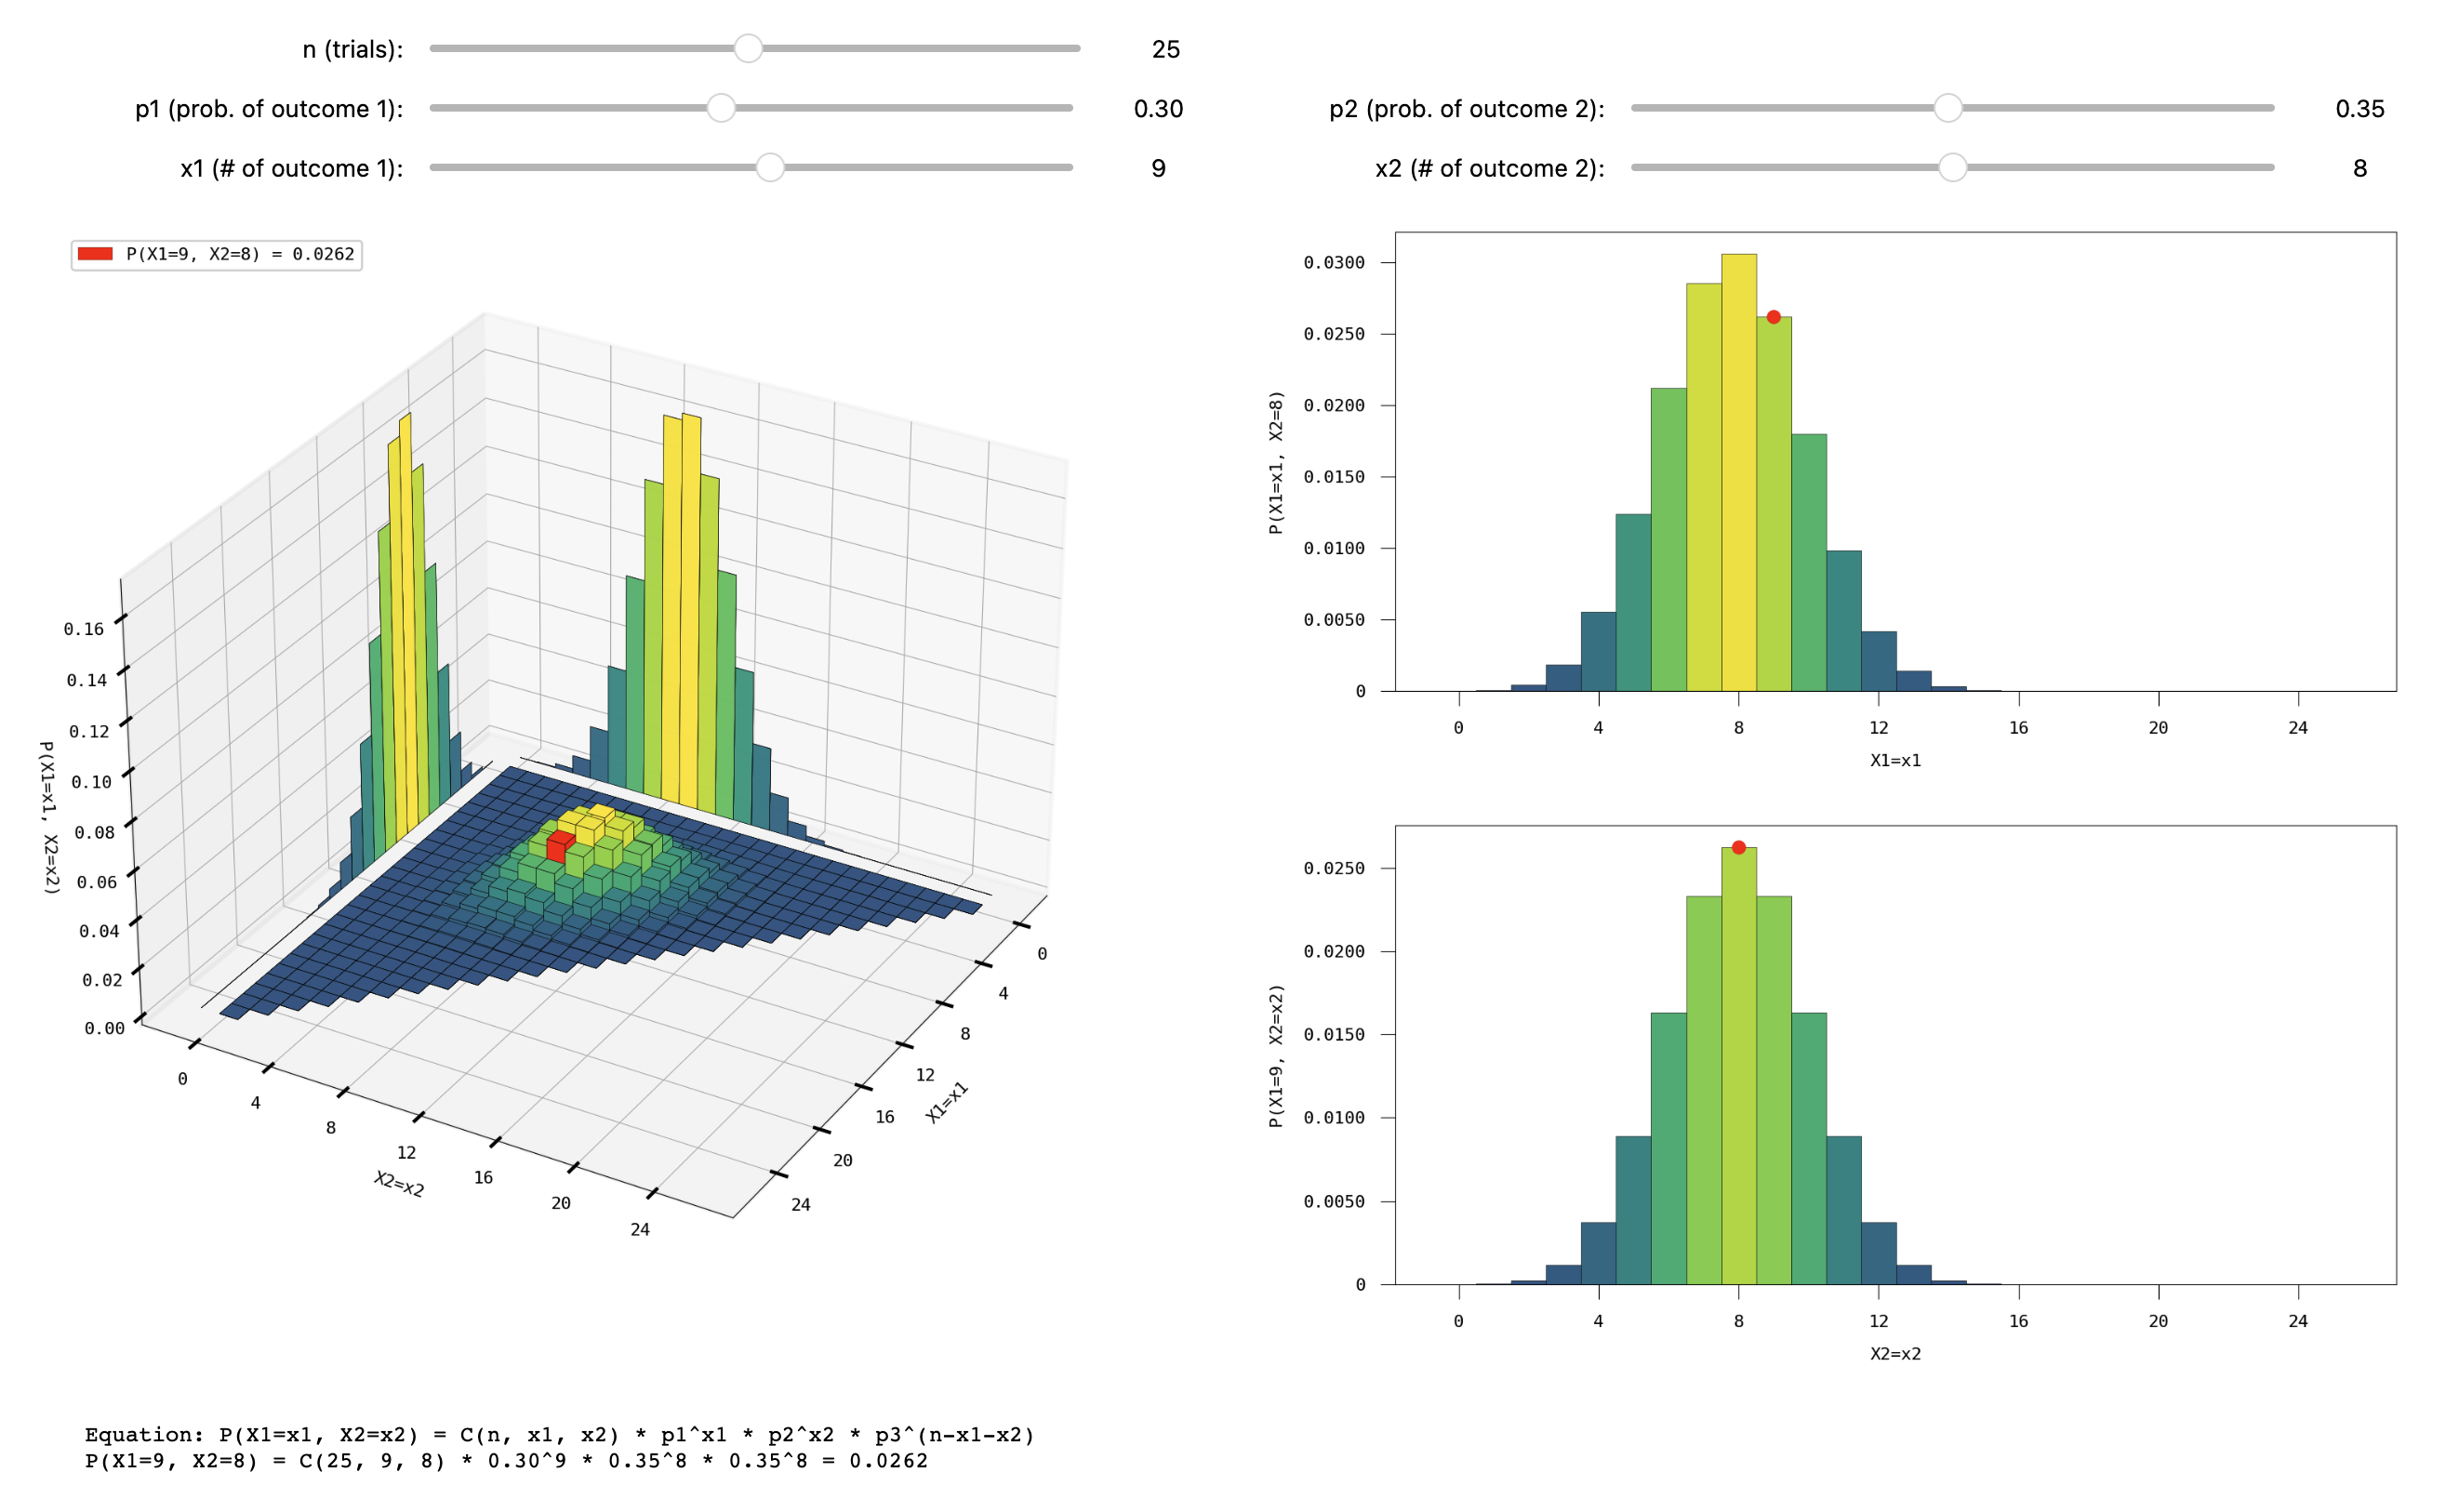 n (trials): 25
p1 (prob. of outcome 1): 0.30
p2 (prob. of outcome 2): 0.35
x1 (# of outcome 1): 9
x2 (# of outcome 2): 8
P(X1=9, X2=8) = 0.0262
0.16
0.14
0.12
0.10
0.08
0.06
0.04
0.02
0.00
P(X1=x1, X2=x2)
0
4
8
12
16
20
24
X2=x2
0
4
8
12
16
20
24
X1=x1
0.0300
0.0250
0.0200
0.0150
0.0100
0.0050
0
P(X1=x1, X2=8)
0 4 8 12 16 20 24
X1=x1
0.0250
0.0200
0.0150
0.0100
0.0050
0
P(X1=9, X2=x2)
0 4 8 12 16 20 24
X2=x2
Equation: P(X1=x1, X2=x2) = C(n, x1, x2) * p1^x1 * p2^x2 * p3^(n-x1-x2)
P(X1=9, X2=8) = C(25, 9, 8) * 0.30^9 * 0.35^8 * 0.35^8 = 0.0262